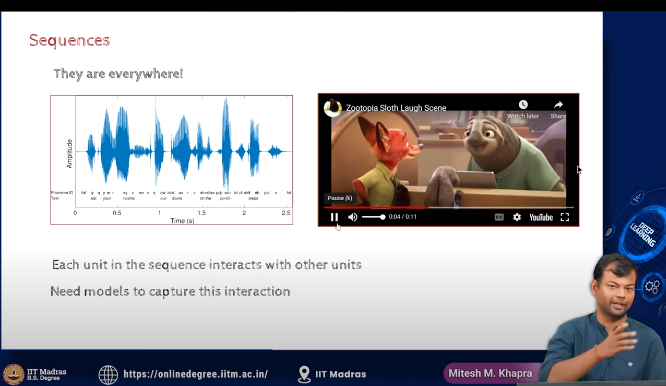 Sequences
They are everywhere!
Amplitude
Phoneme ID
Text
eat your raisins out- doors on the porch- steps
0 0.5 1 1.5 2 2.5
Time (s)
Zootopia Sloth Laugh Scene
Watch later
Share
Pause (k)
0:04 / 0:11
CC
YouTube
Each unit in the sequence interacts with other units
Need models to capture this interaction
DEEP
LEARNING
IIT Madras
B.S. Degree
https://onlinedegree.iitm.ac.in/
IIT Madras
Mitesh M. Khapra